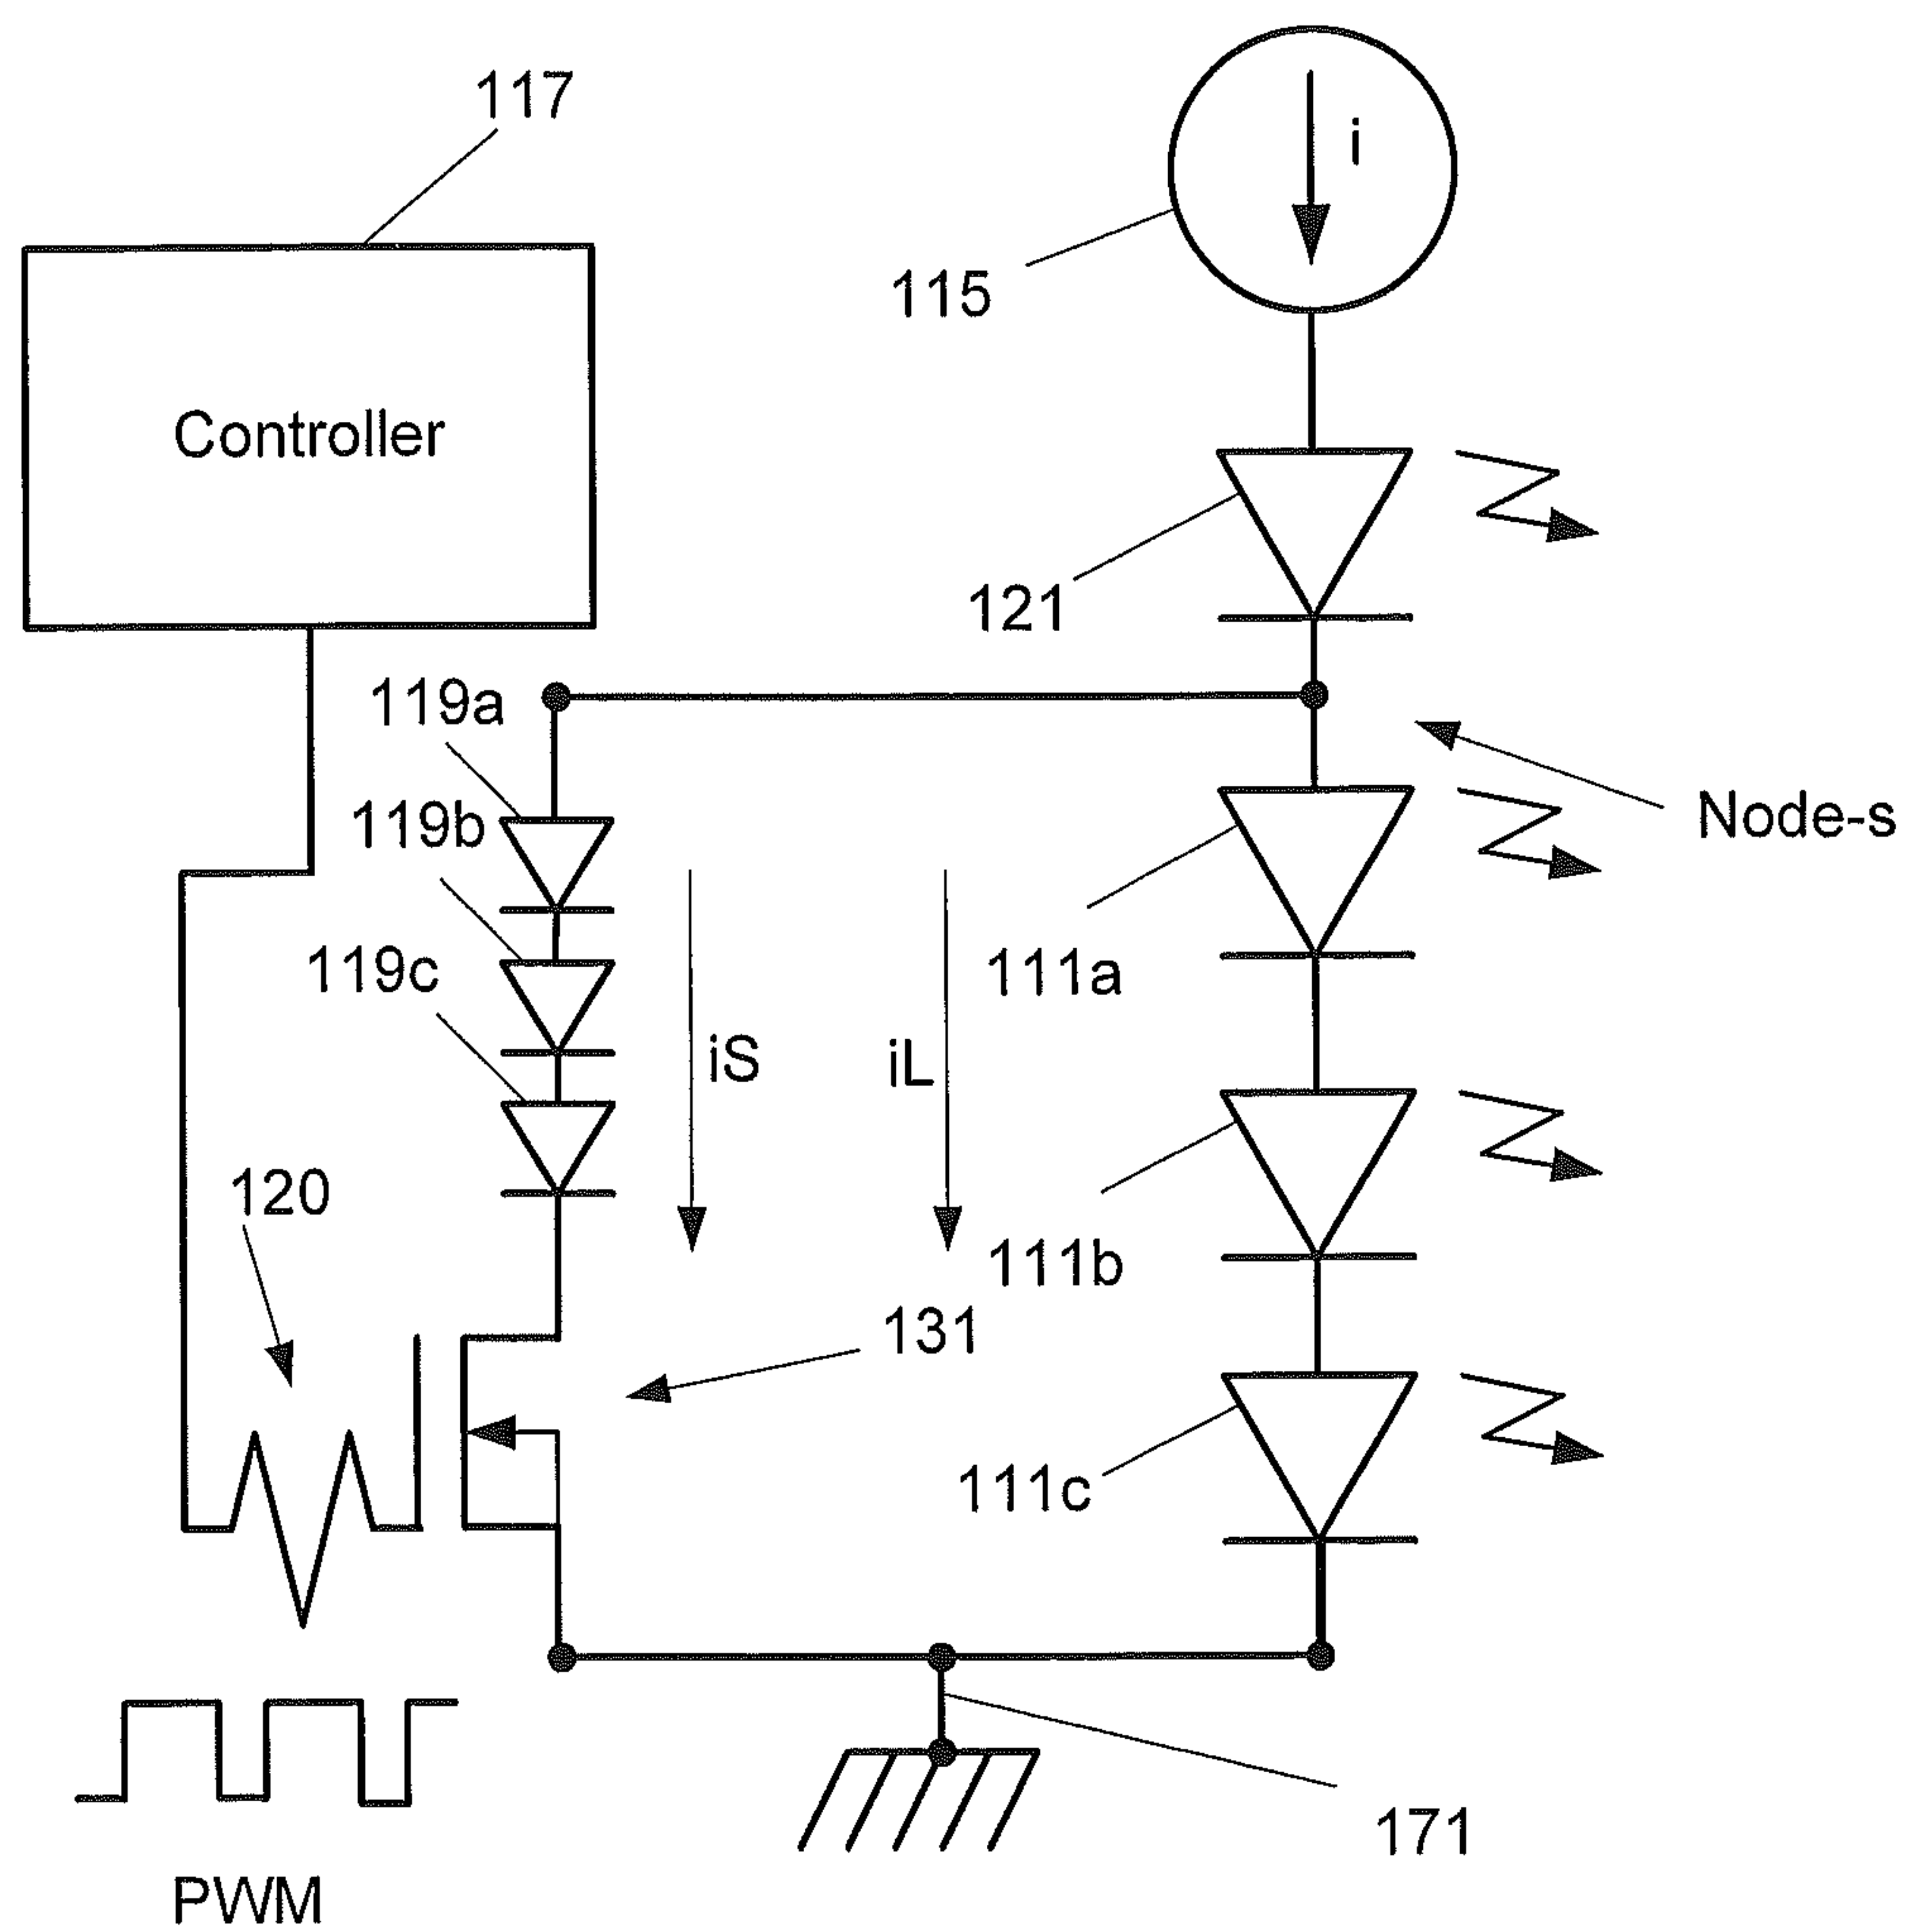 117
i
115
Controller
121
119a
119b
Node-s
119c
111a
iS
iL
120
111b
131
111c
171
PWM